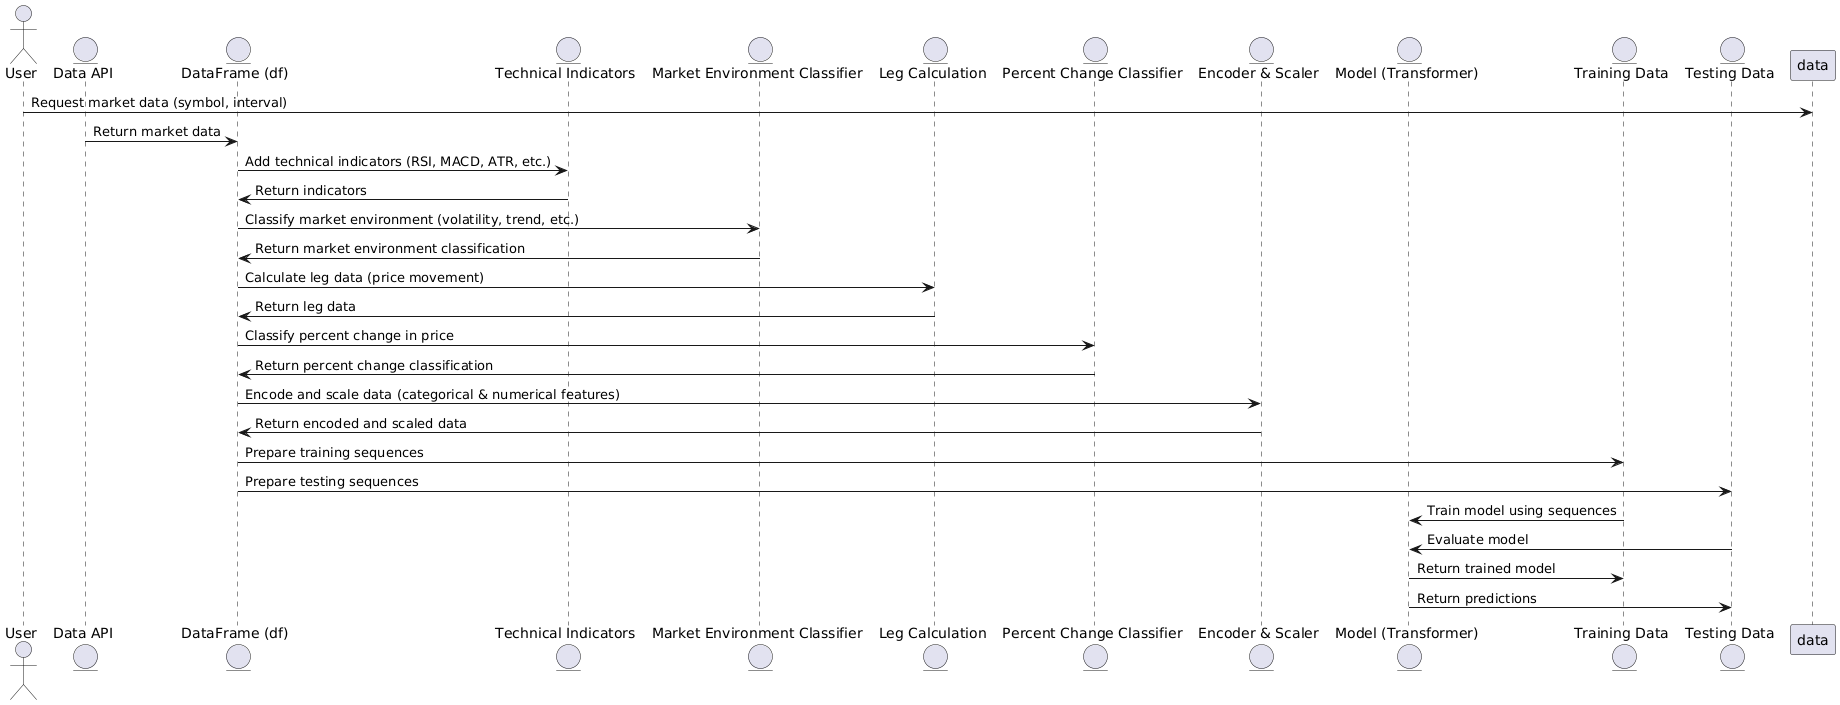 User
Data API
DataFrame (df)
Technical Indicators
Market Environment Classifier
Leg Calculation
Percent Change Classifier
Encoder & Scaler
Model (Transformer)
Training Data
Testing Data
data
Request market data (symbol, interval)
Return market data
Add technical indicators (RSI, MACD, ATR, etc.)
Return indicators
Classify market environment (volatility, trend, etc.)
Return market environment classification
Calculate leg data (price movement)
Return leg data
Classify percent change in price
Return percent change classification
Encode and scale data (categorical & numerical features)
Return encoded and scaled data
Prepare training sequences
Prepare testing sequences
Train model using sequences
Evaluate model
Return trained model
Return predictions
User
Data API
DataFrame (df)
Technical Indicators
Market Environment Classifier
Leg Calculation
Percent Change Classifier
Encoder & Scaler
Model (Transformer)
Training Data
Testing Data
data